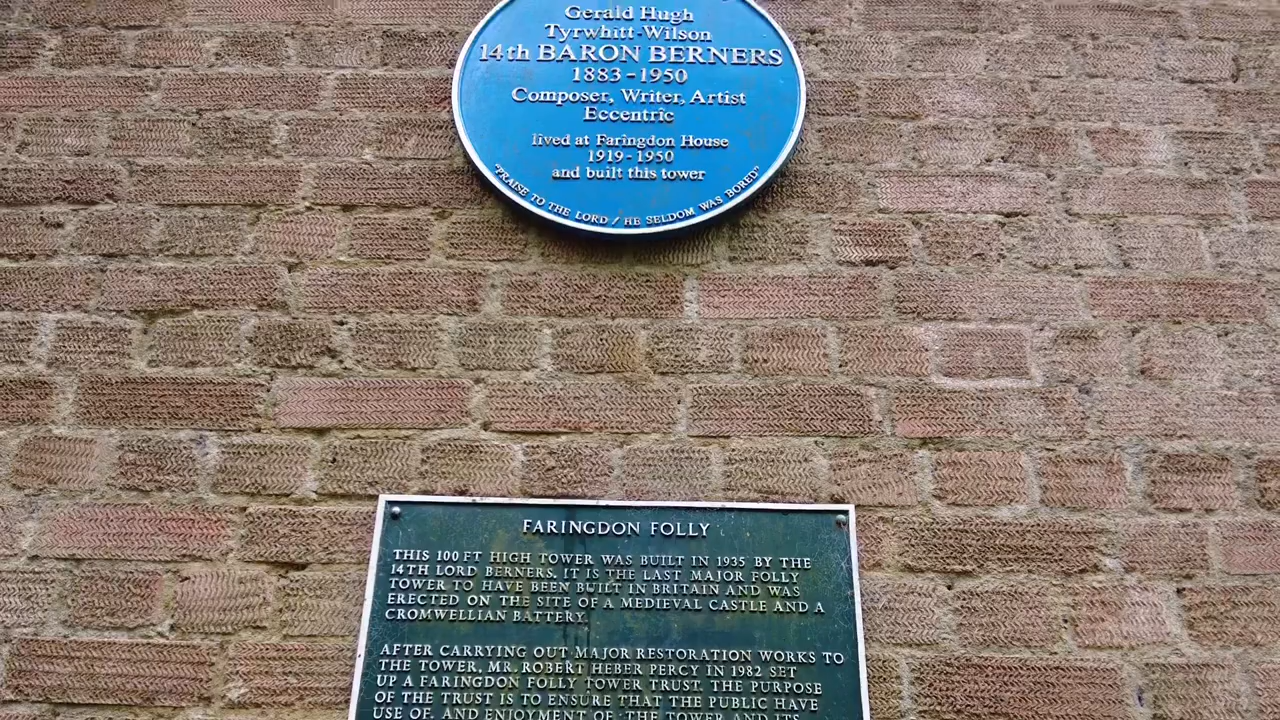 Gerald Hugh
Tyrwhitt-Wilson
14th BARON BERNERS
1883-1950
Composer, Writer, Artist
Eccentric
lived at Faringdon House
1919-1950
and built this tower
"PRAISE TO THE LORD / HE SELDOM WAS BORED"
FARINGDON FOLLY
THIS 100 FT HIGH TOWER WAS BUILT IN 1935 BY THE
14TH LORD BERNERS. IT IS THE LAST MAJOR FOLLY
TOWER TO HAVE BEEN BUILT IN BRITAIN AND WAS
ERECTED ON THE SITE OF A MEDIEVAL CASTLE AND A
CROMWELLIAN BATTERY.
AFTER CARRYING OUT MAJOR RESTORATION WORKS TO
THE TOWER, MR. ROBERT HEBER PERCY IN 1982 SET
UP A FARINGDON FOLLY TOWER TRUST. THE PURPOSE
OF THE TRUST IS TO ENSURE THAT THE PUBLIC HAVE
USE OF, AND ENJOYMENT OF THE TOWER AND ITS